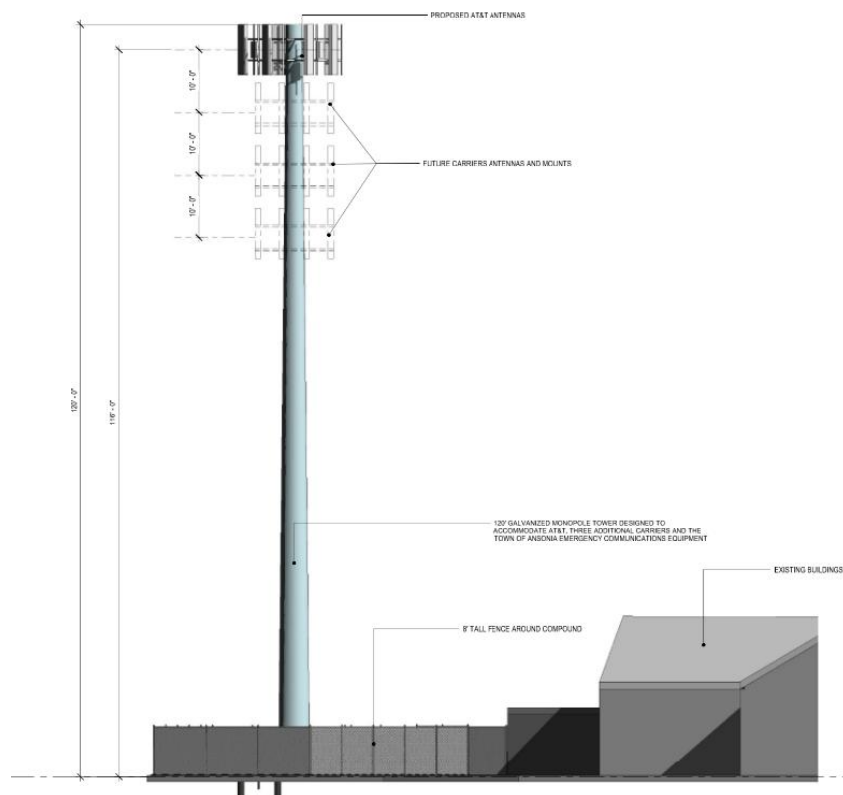 PROPOSED AT&T ANTENNAS
10' - 0"
10' - 0"
10' - 0"
FUTURE CARRIERS ANTENNAS AND MOUNTS
120' - 0"
116' - 0"
120' GALVANIZED MONOPOLE TOWER DESIGNED TO
ACCOMMODATE AT&T, THREE ADDITIONAL CARRIERS AND THE
TOWN OF ANSONIA EMERGENCY COMMUNICATIONS EQUIPMENT
EXISTING BUILDINGS
8' TALL FENCE AROUND COMPOUND